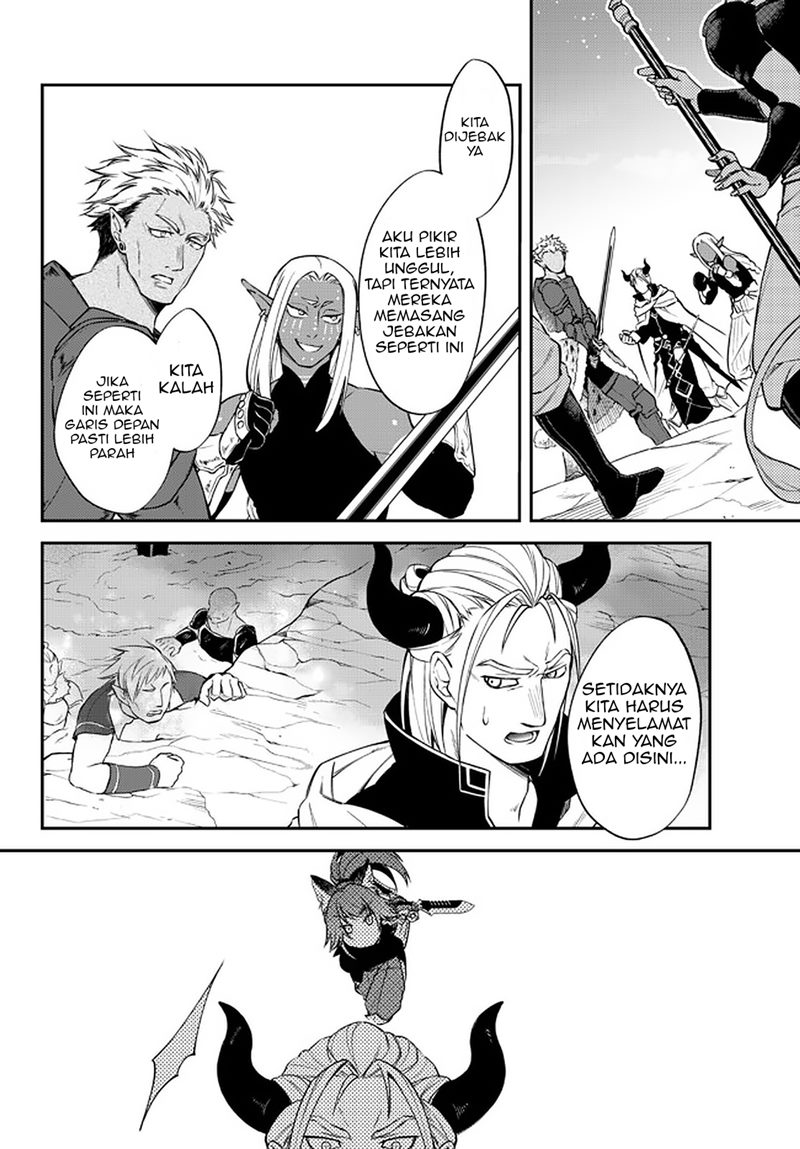 KITA
DIJEBAK
YA
AKU PIKIR
KITA LEBIH
UNGGUL,
TAPI TERNYATA
MEREKA
MEMASANG
JEBAKAN
SEPERTI INI
KITA
KALAH
JIKA
SEPERTI
INI MAKA
GARIS DEPAN
PASTI LEBIH
PARAH
SETIDAKNYA
KITA HARUS
MENYELAMAT
KAN YANG
ADA DISINI...